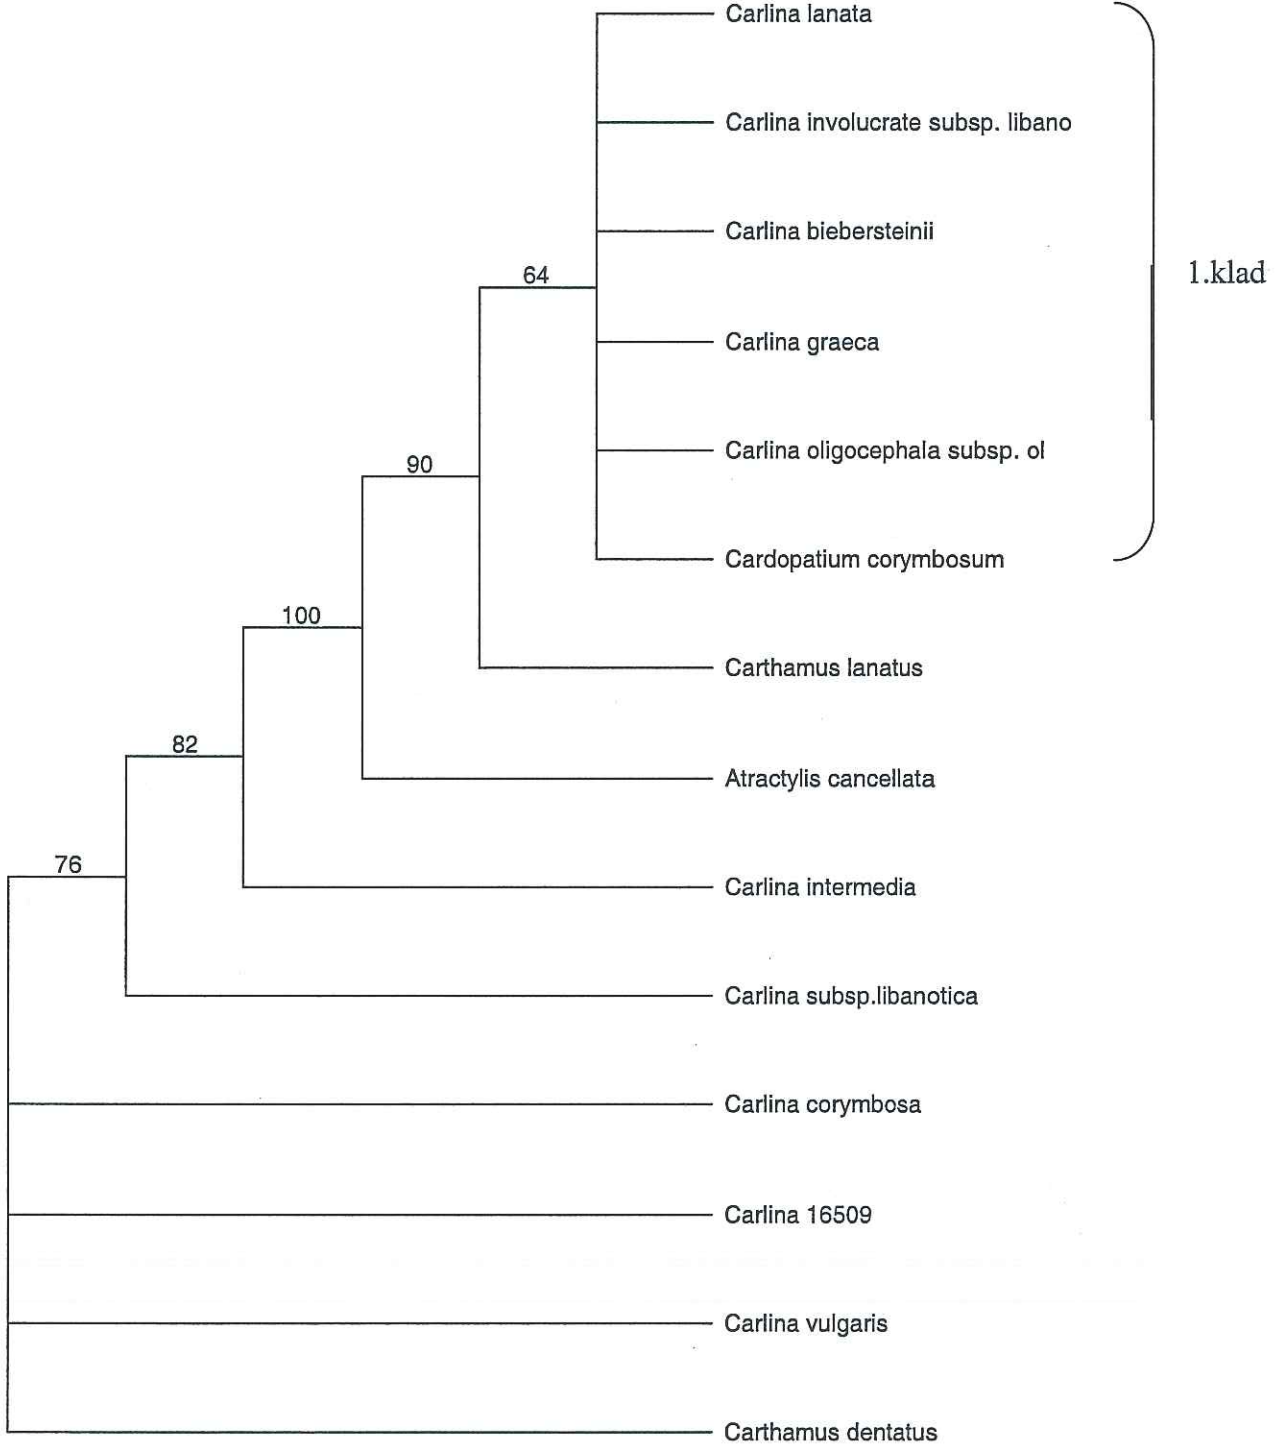 Carlina lanata
Carlina involucrate subsp. libano
Carlina biebersteinii
1.klad
64
Carlina graeca
Carlina oligocephala subsp. ol
90
Cardopatium corymbosum
100
Carthamus lanatus
82
Atractylis cancellata
76
Carlina intermedia
Carlina subsp.libanotica
Carlina corymbosa
Carlina 16509
Carlina vulgaris
Carthamus dentatus